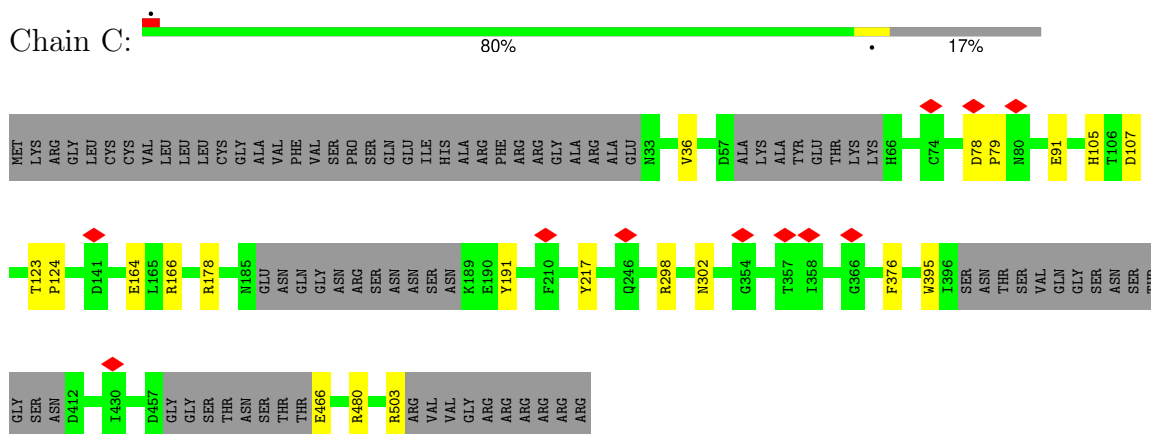 Chain C:
80%
17%
MET LYS ARG GLY LEU CYS CYS VAL LEU LEU LEU CYS GLY ALA VAL PHE VAL SER PRO SER GLN GLU ILE HIS ALA ARG PHE ARG ARG GLY ALA ARG ALA GLU N33 V36 D57 ALA LYS ALA TYR GLU THR LYS LYS H66 C74 D78 P79 N80 E91 H105 T106 D107
T123 P124 D141 E164 L165 R166 R178 N185 GLU ASN GLN GLY ASN ARG SER ASN ASN SER ASN K189 E190 Y191 F210 Y217 Q246 R298 N302 G354 T357 I358 G366 F376 W395 I396 SER ASN THR SER VAL GLN GLY SER ASN SER THR
GLY SER ASN D412 I430 D457 GLY GLY SER THR ASN SER THR THR E466 R480 R503 ARG VAL VAL GLY ARG ARG ARG ARG ARG ARG